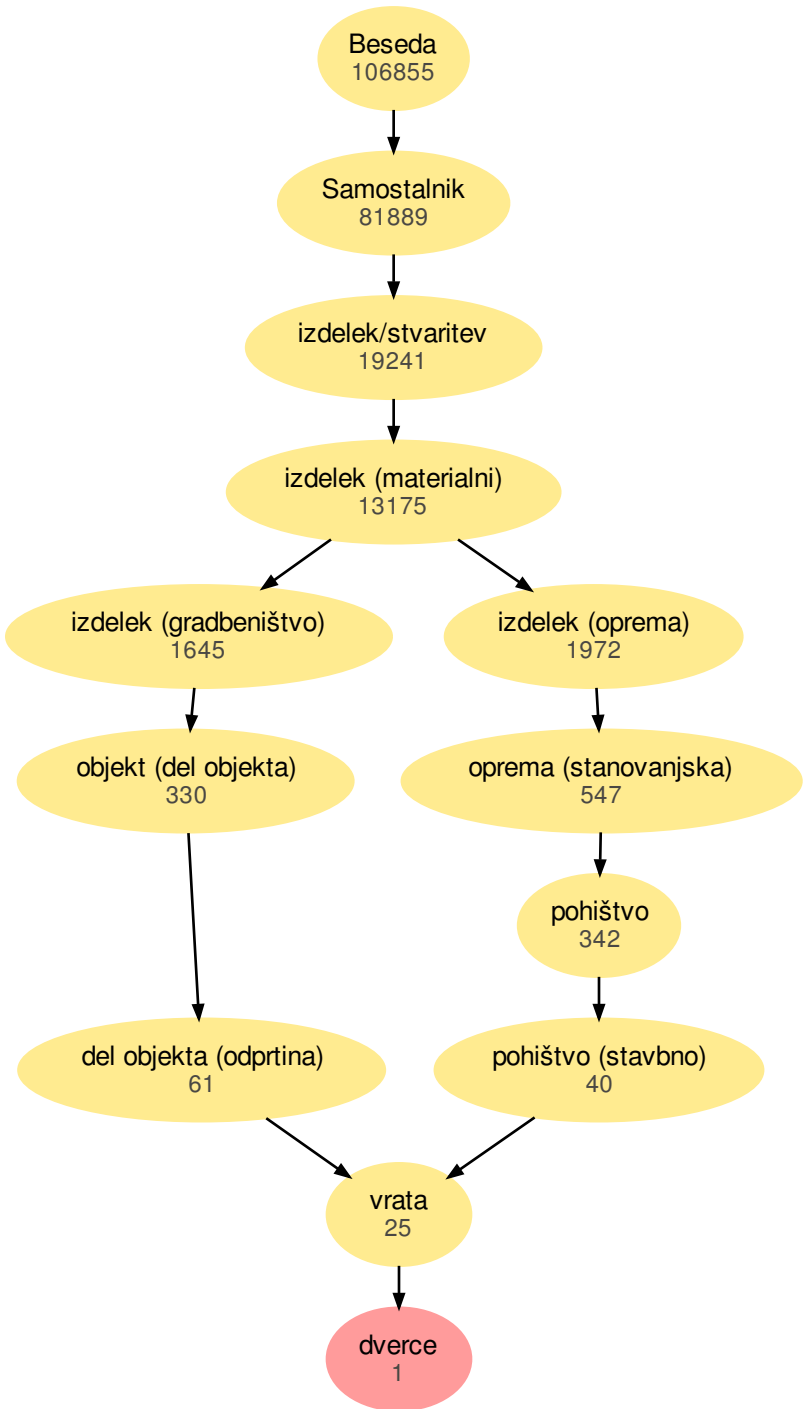 Beseda
106855
Samostalnik
81889
izdelek/stvaritev
19241
izdelek (materialni)
13175
izdelek (gradbeništvo)
1645
izdelek (oprema)
1972
objekt (del objekta)
330
oprema (stanovanjska)
547
pohištvo
342
del objekta (odprtina)
61
pohištvo (stavbno)
40
vrata
25
dverce
1